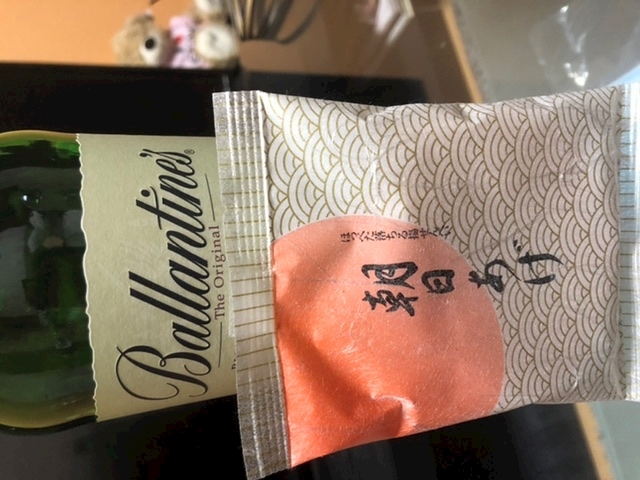 Ballantine's®
The Original
朝日あげ